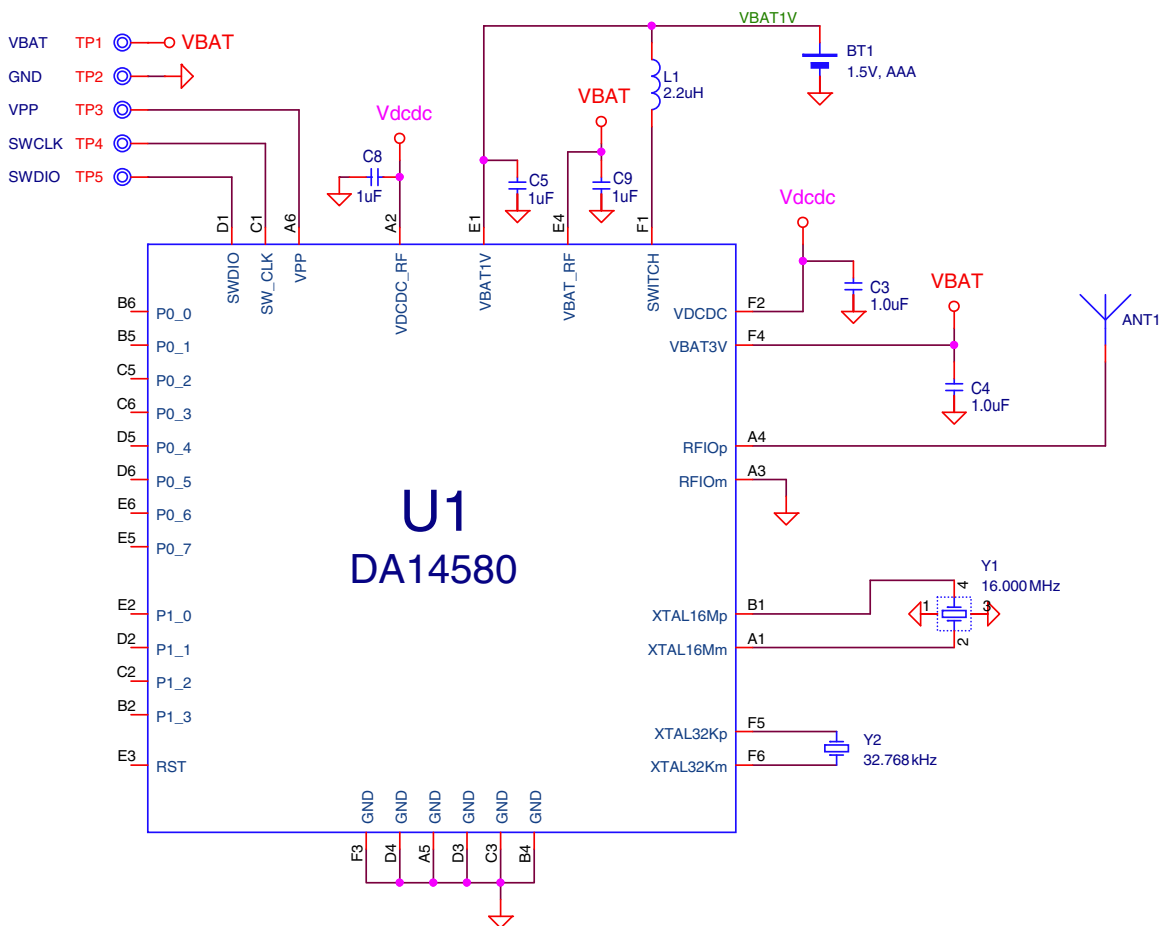 VBAT1V
VBAT TP1 VBAT
BT1
1.5V, AAA
GND TP2
L1
2.2uH
VBAT
VPP TP3
Vdcdc
SWCLK TP4
C8
1uF
SWDIO TP5
C5
1uF
C9
1uF
Vdcdc
D1 C1 A6 A2 E1 E4 F1
SWDIO SW_CLK VPP VDCDC_RF VBAT1V VBAT_RF SWITCH
C3
1.0uF
VBAT
ANT1
B6 P0_0 VDCDC F2
B5 P0_1 VBAT3V F4
C5 P0_2
C4
1.0uF
C6 P0_3
D5 P0_4 RFIOp A4
D6 P0_5 RFIOm A3
E6 P0_6
U1
DA14580
E5 P0_7
Y1
16.000MHz
E2 P1_0 XTAL16Mp B1
1 4 3 2
D2 P1_1 XTAL16Mm A1
C2 P1_2
B2 P1_3
XTAL32Kp F5
Y2
32.768kHz
E3 RST XTAL32Km F6
GND GND GND GND GND GND
F3 D4 A5 D3 C3 B4